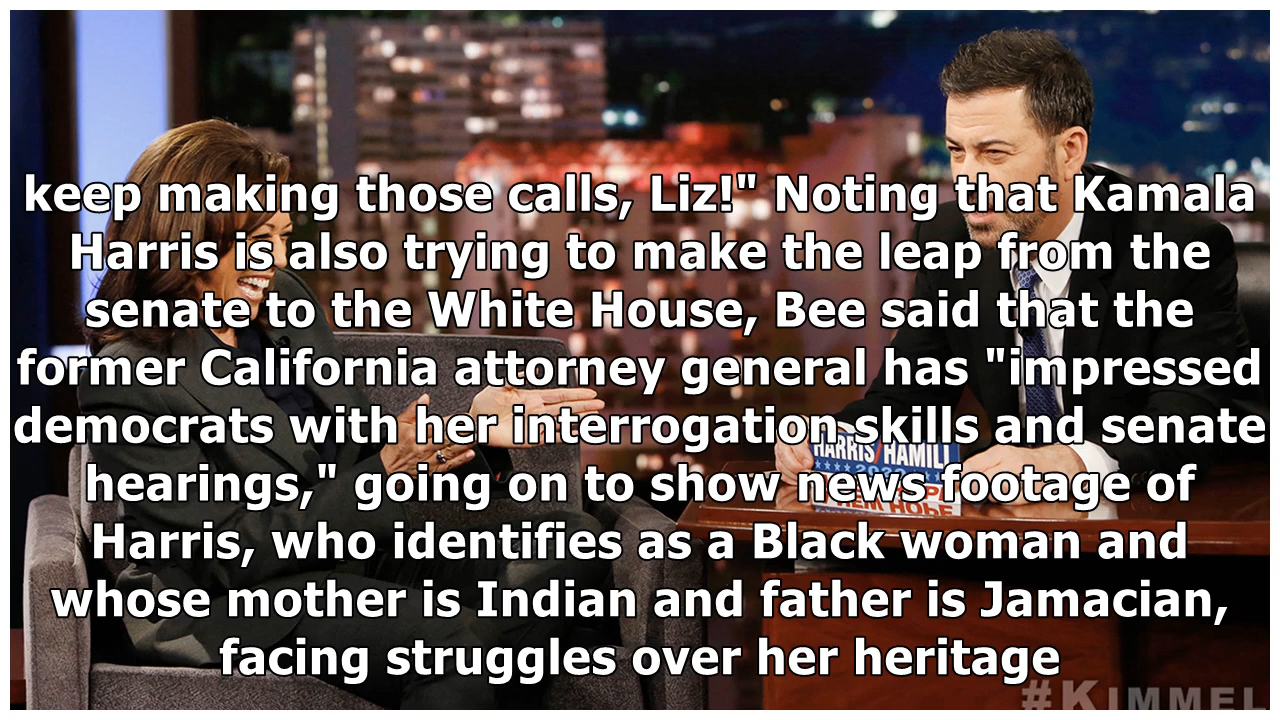 keep making those calls, Liz!" Noting that Kamala
Harris is also trying to make the leap from the
senate to the White House, Bee said that the
former California attorney general has "impressed
democrats with her interrogation skills and senate
hearings," going on to show news footage of
Harris, who identifies as a Black woman and
whose mother is Indian and father is Jamacian,
facing struggles over her heritage
HARRIS/HAMILT
#KIMMEL